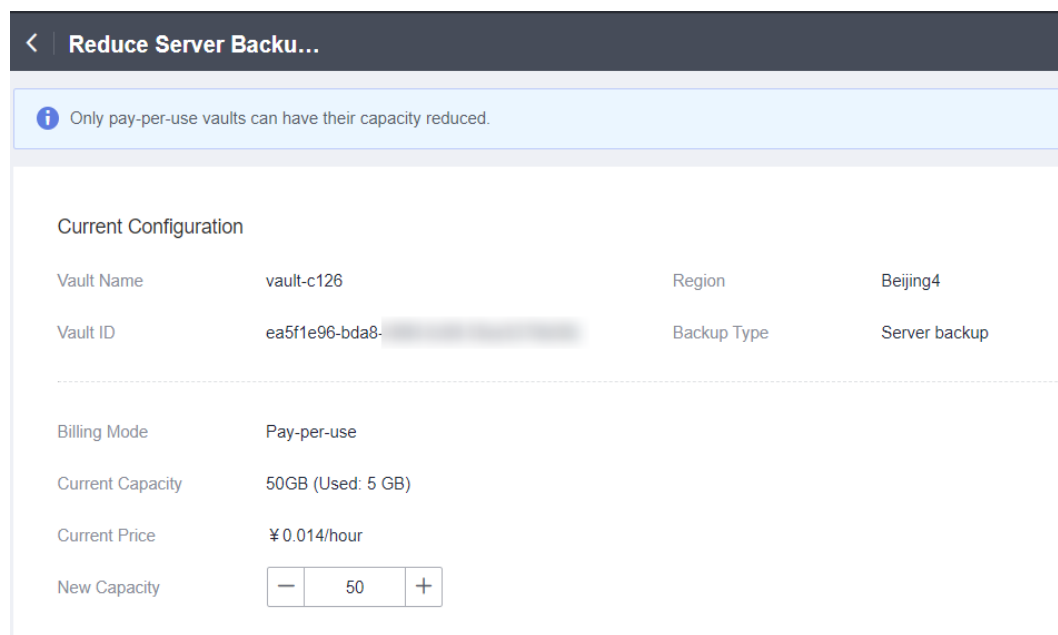 Reduce Server Backu...
Only pay-per-use vaults can have their capacity reduced.
Current Configuration
Vault Name vault-c126 Region Beijing4
Vault ID ea5f1e96-bda8- Backup Type Server backup
Billing Mode Pay-per-use
Current Capacity 50GB (Used: 5 GB)
Current Price ¥0.014/hour
New Capacity — 50 +